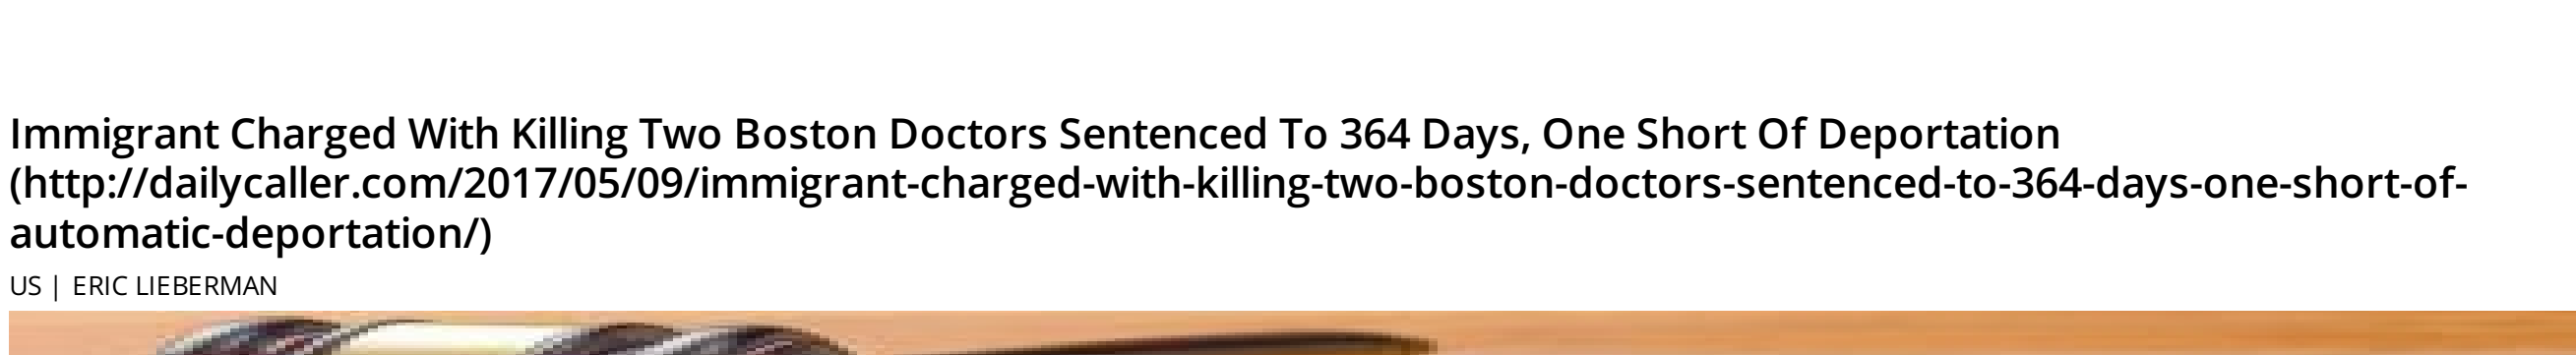 Immigrant Charged With Killing Two Boston Doctors Sentenced To 364 Days, One Short Of Deportation
(http://dailycaller.com/2017/05/09/immigrant-charged-with-killing-two-boston-doctors-sentenced-to-364-days-one-short-of-
automatic-deportation/)
US | ERIC LIEBERMAN